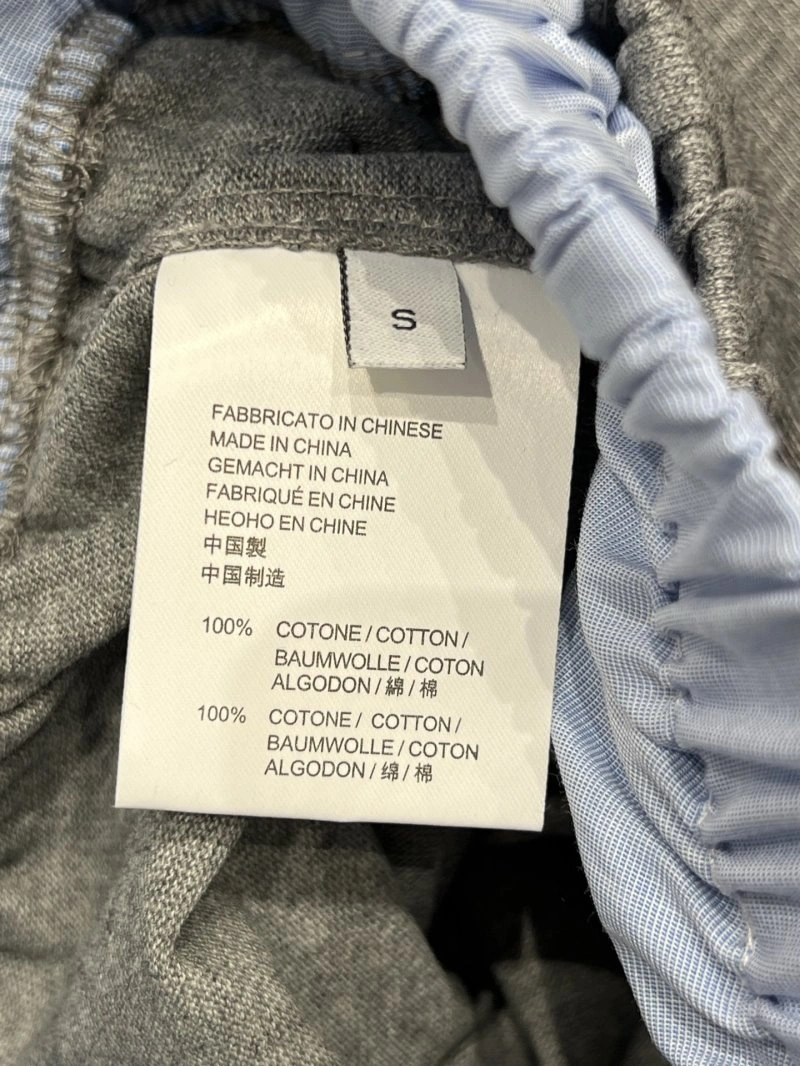 S
FABBRICATO IN CHINESE
MADE IN CHINA
GEMACHT IN CHINA
FABRIQUÉ EN CHINE
HEOHO EN CHINE
中国製
中国制造
100% COTONE / COTTON /
BAUMWOLLE / COTON
ALGODON / 綿 / 棉
100% COTONE / COTTON /
BAUMWOLLE / COTON
ALGODON / 绵 / 棉